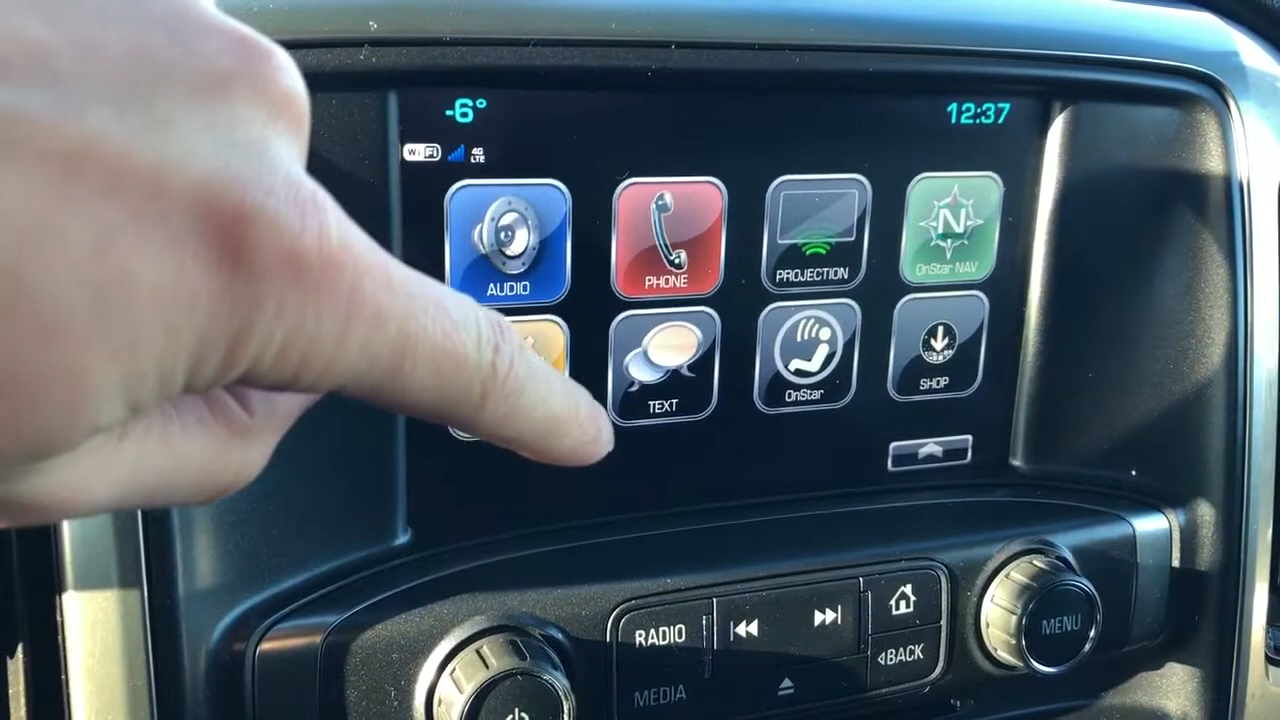 -6° 12:37
WiFi 4G LTE
AUDIO PHONE PROJECTION N OnStar NAV
TEXT OnStar SHOP
RADIO
MEDIA
BACK
MENU